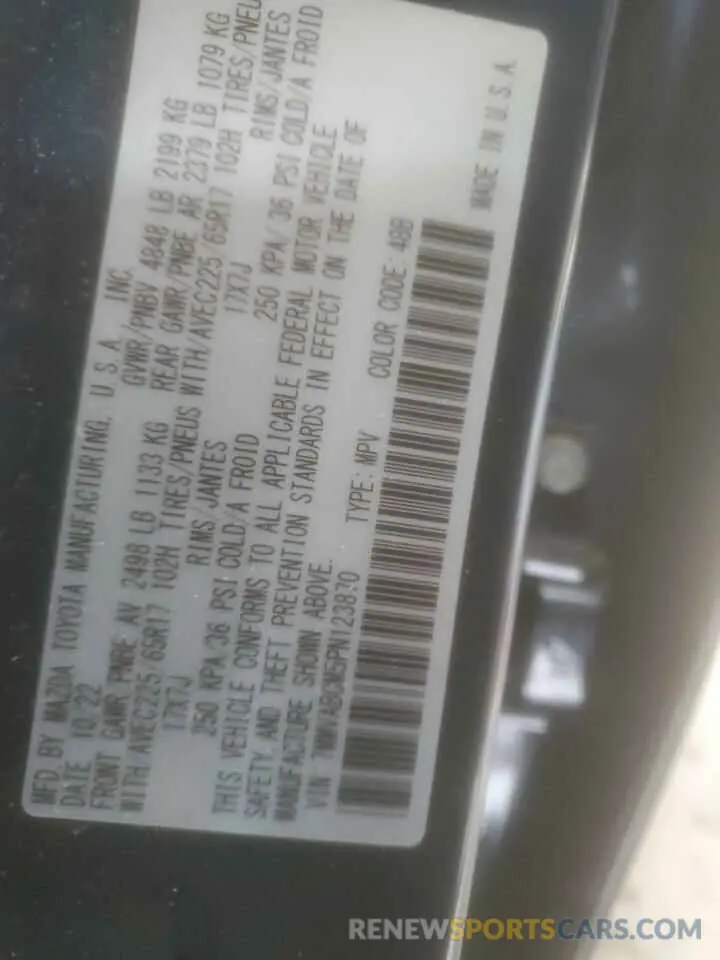 MFD BY MAZDA TOYOTA MANUFACTURING, U.S.A. INC.
DATE 10/22 GVWR/PNBV 4848 LB 2199 KG
FRONT GAWR PNBE AV 2498 LB 1133 KG REAR GAWR/PNBE AR 2379 LB 1079 KG
WITH AVEC225/65R17 102H TIRES/PNEUS WITH/AVEC225/65R17 102H TIRES/PNEU
17X7J RIMS/JANTES 17X7J RIMS/JANTES
250 KPA/36 PSI COLD/A FROID 250 KPA/36 PSI COLD/A FROID
THIS VEHICLE CONFORMS TO ALL APPLICABLE FEDERAL MOTOR VEHICLE
SAFETY AND THEFT PREVENTION STANDARDS IN EFFECT ON THE DATE OF
MANUFACTURE SHOWN ABOVE.
VIN TYPE: MPV COLOR CODE: 48B
MADE IN U.S.A.
RENEWSPORTSCARS.COM